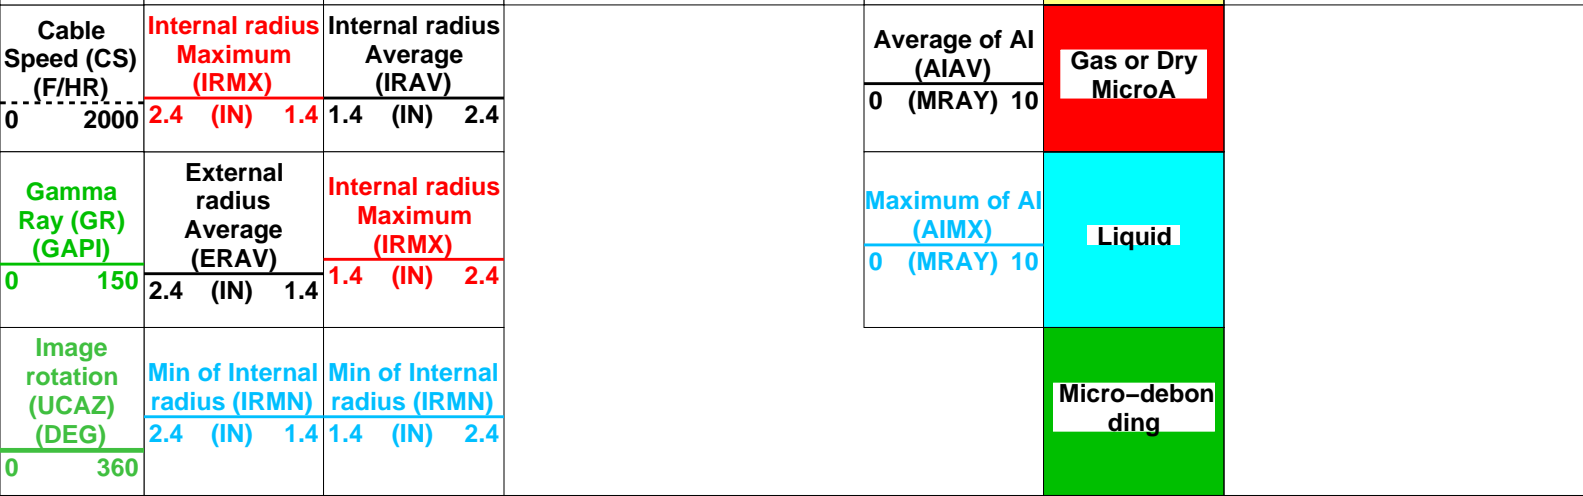 Cable
Speed (CS)
(F/HR)
0 2000
Internal radius
Maximum
(IRMX)
2.4 (IN) 1.4
Internal radius
Average
(IRAV)
1.4 (IN) 2.4
Average of AI
(AIAV)
0 (MRAY) 10
Gas or Dry
MicroA
Gamma
Ray (GR)
(GAPI)
0 150
External
radius
Average
(ERAV)
2.4 (IN) 1.4
Internal radius
Maximum
(IRMX)
1.4 (IN) 2.4
Maximum of AI
(AIMX)
0 (MRAY) 10
Liquid
Image
rotation
(UCAZ)
(DEG)
0 360
Min of Internal
radius (IRMN)
2.4 (IN) 1.4
Min of Internal
radius (IRMN)
1.4 (IN) 2.4
Micro−debon
ding